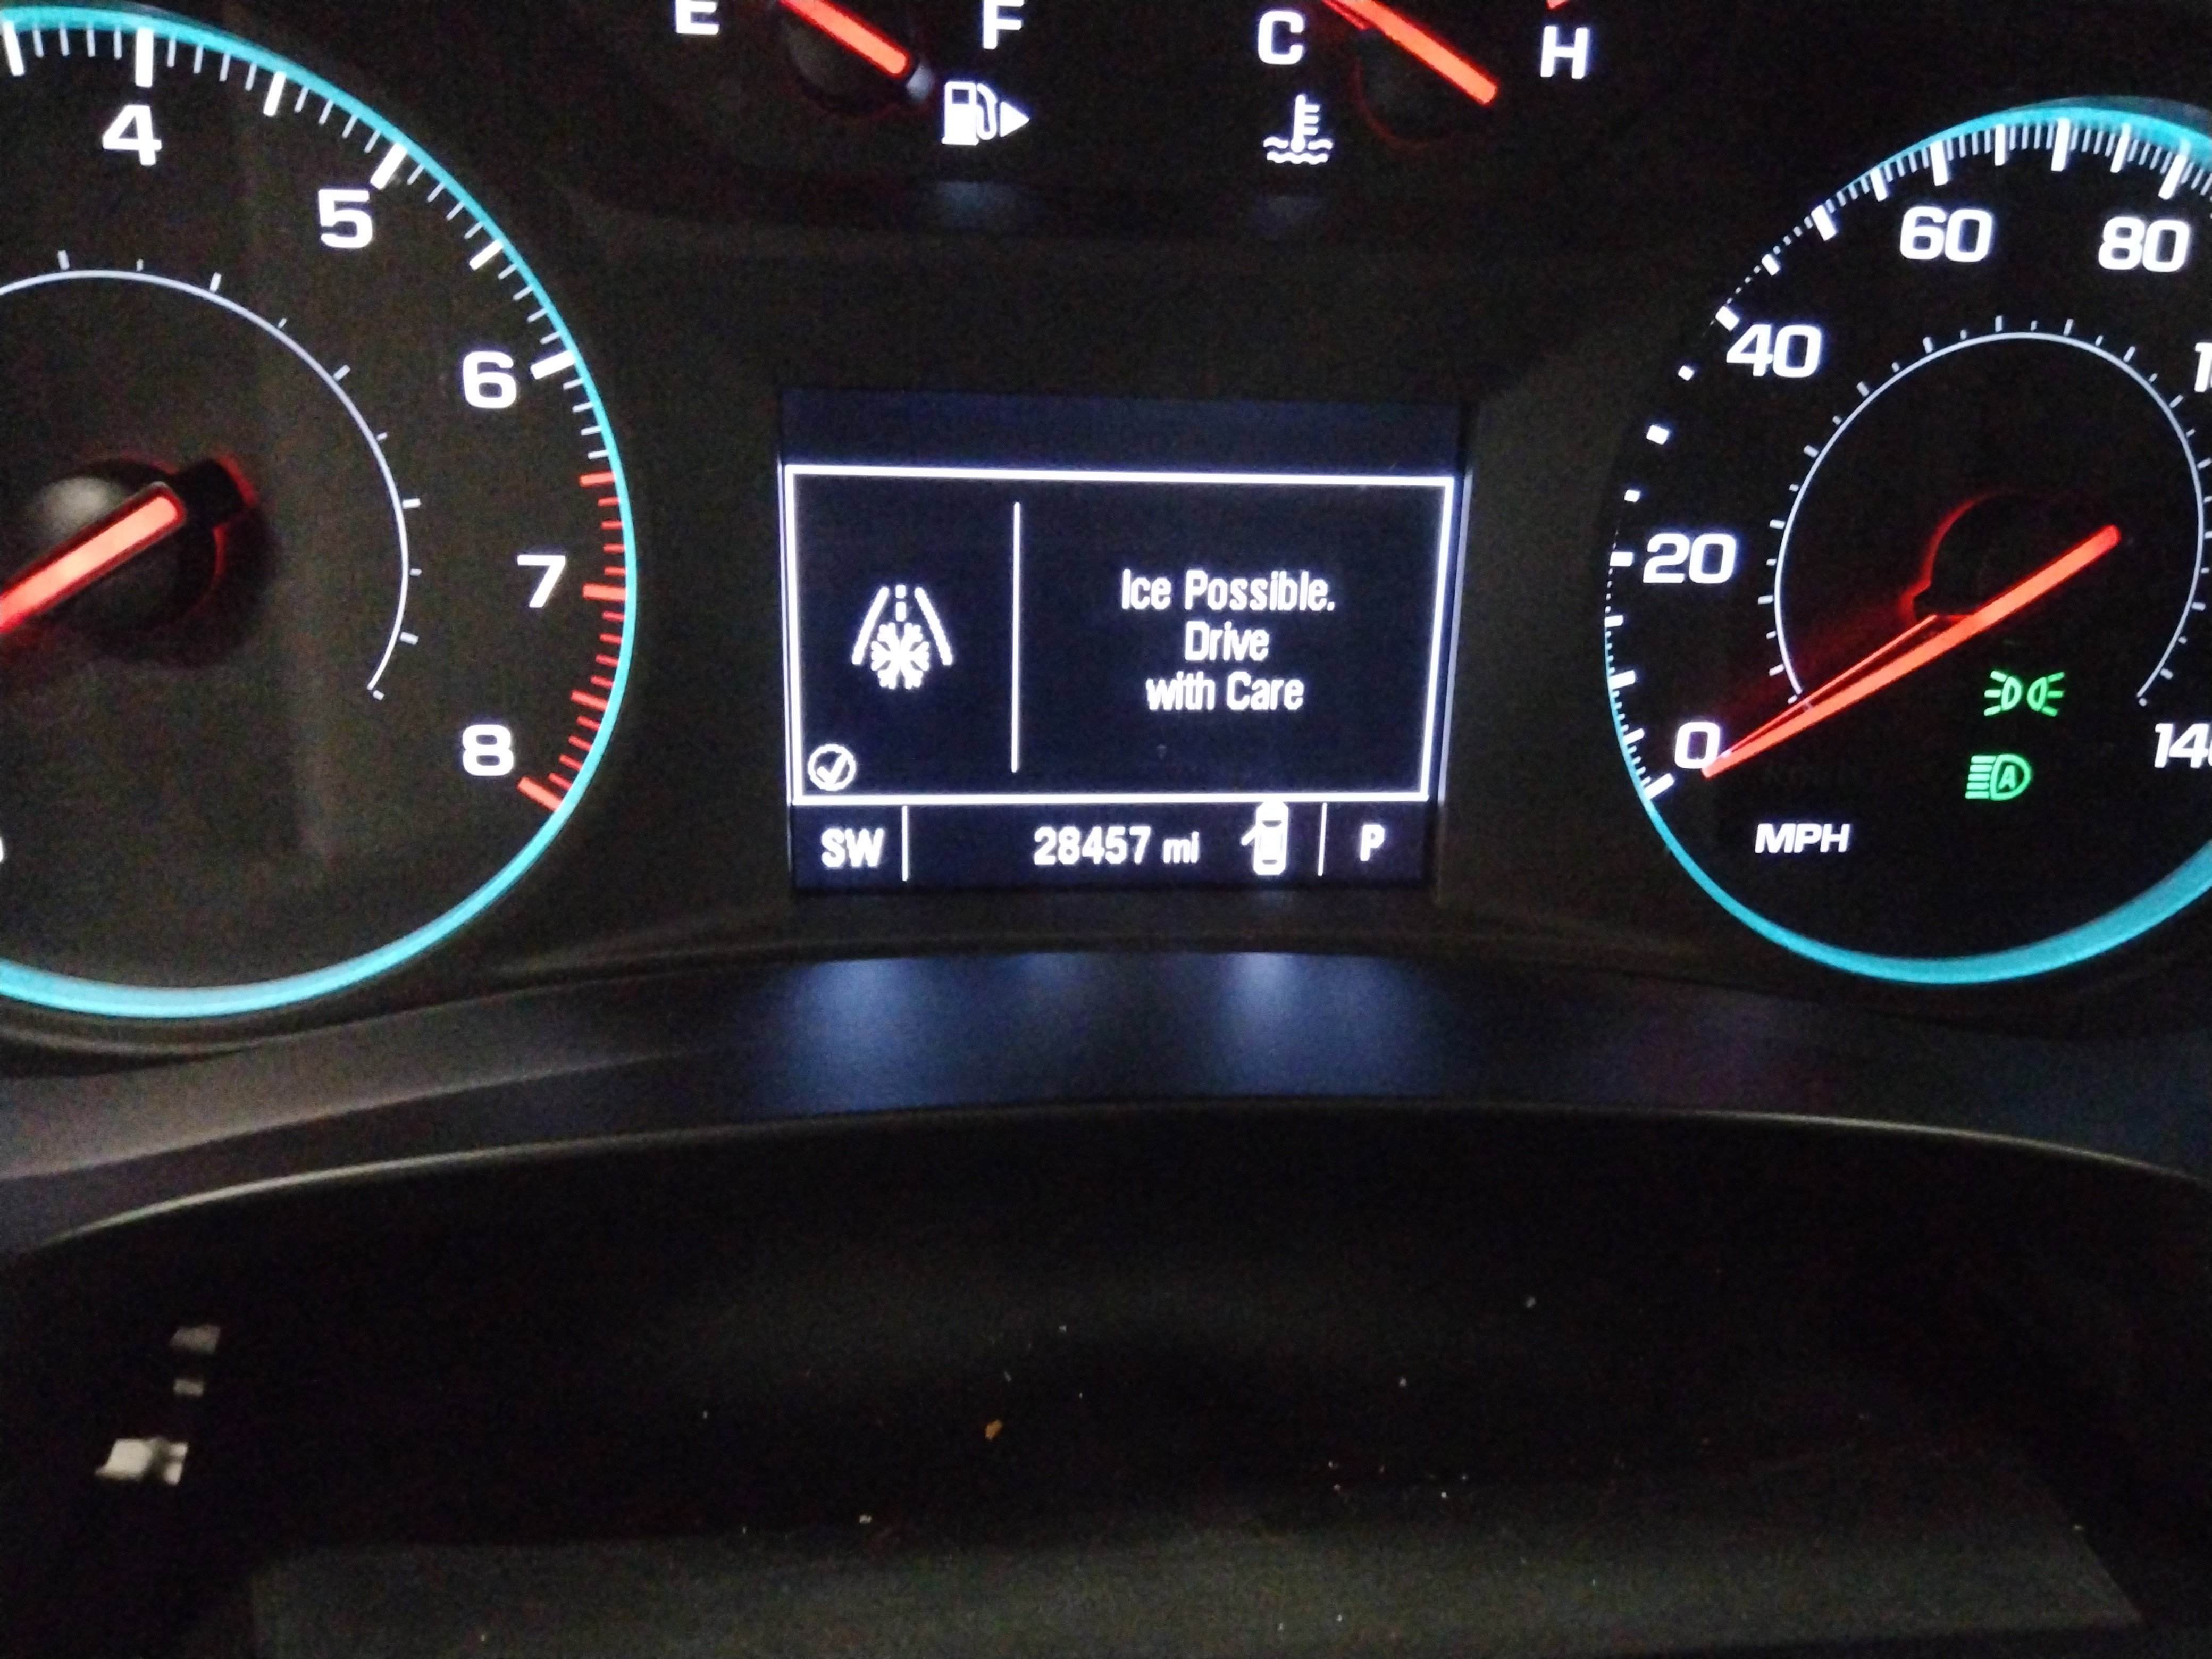 E F C H
4
5
6
7
8
60 80
40
20
0
MPH
Ice Possible.
Drive
with Care
SW 28457 mi P
A